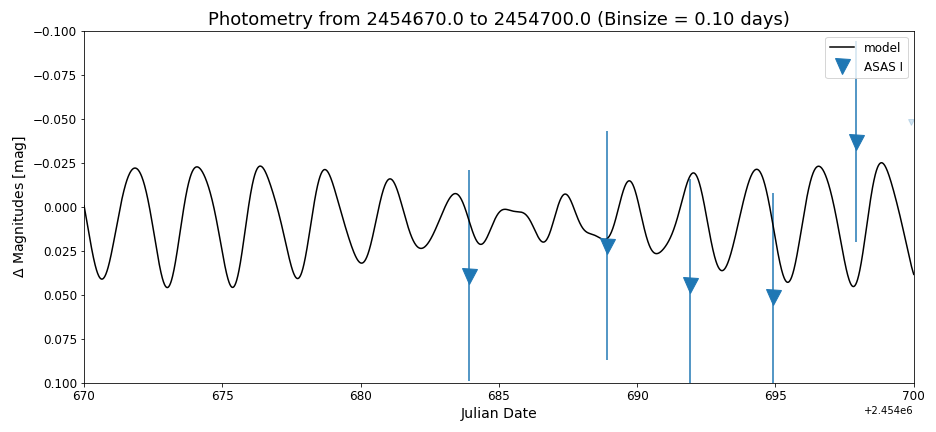 Photometry from 2454670.0 to 2454700.0 (Binsize = 0.10 days)
model
ASAS I
Δ Magnitudes [mag]
−0.100
−0.075
−0.050
−0.025
0.000
0.025
0.050
0.075
0.100
670 675 680 685 690 695 700
+2.454e6
Julian Date